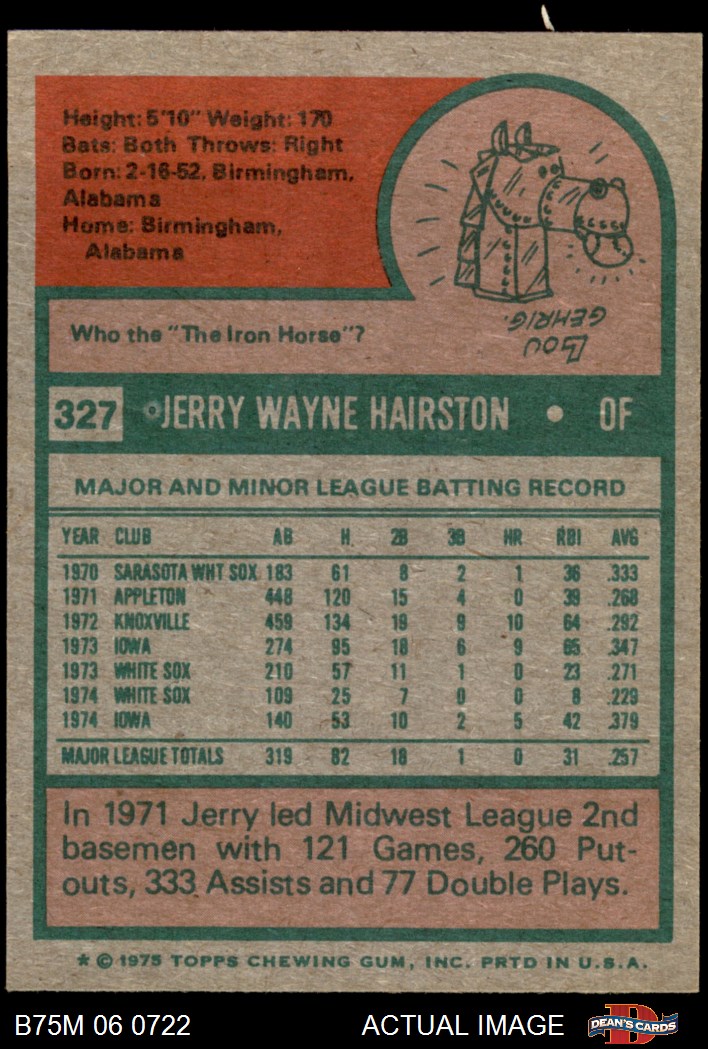 Height: 5'10" Weight: 170
Bats: Both Throws: Right
Born: 2-16-52, Birmingham,
Alabama
Home: Birmingham,
Alabama
Who the "The Iron Horse"?
LOU
GEHRIG.
327 JERRY WAYNE HAIRSTON • OF
MAJOR AND MINOR LEAGUE BATTING RECORD
YEAR CLUB AB H. 2B 3B HR RBI AVG
1970 SARASOTA WHT SOX 183 61 8 2 1 36 .333
1971 APPLETON 448 120 15 4 0 39 .268
1972 KNOXVILLE 459 134 19 9 10 64 .292
1973 IOWA 274 95 18 6 9 65 .347
1973 WHITE SOX 210 57 11 1 0 23 .271
1974 WHITE SOX 109 25 7 0 0 8 .229
1974 IOWA 140 53 10 2 5 42 .379
MAJOR LEAGUE TOTALS 319 82 18 1 0 31 .257
In 1971 Jerry led Midwest League 2nd
basemen with 121 Games, 260 Put-
outs, 333 Assists and 77 Double Plays.
* © 1975 TOPPS CHEWING GUM, INC. PRTD IN U.S.A.
B75M 06 0722 ACTUAL IMAGE D DEAN'S CARDS